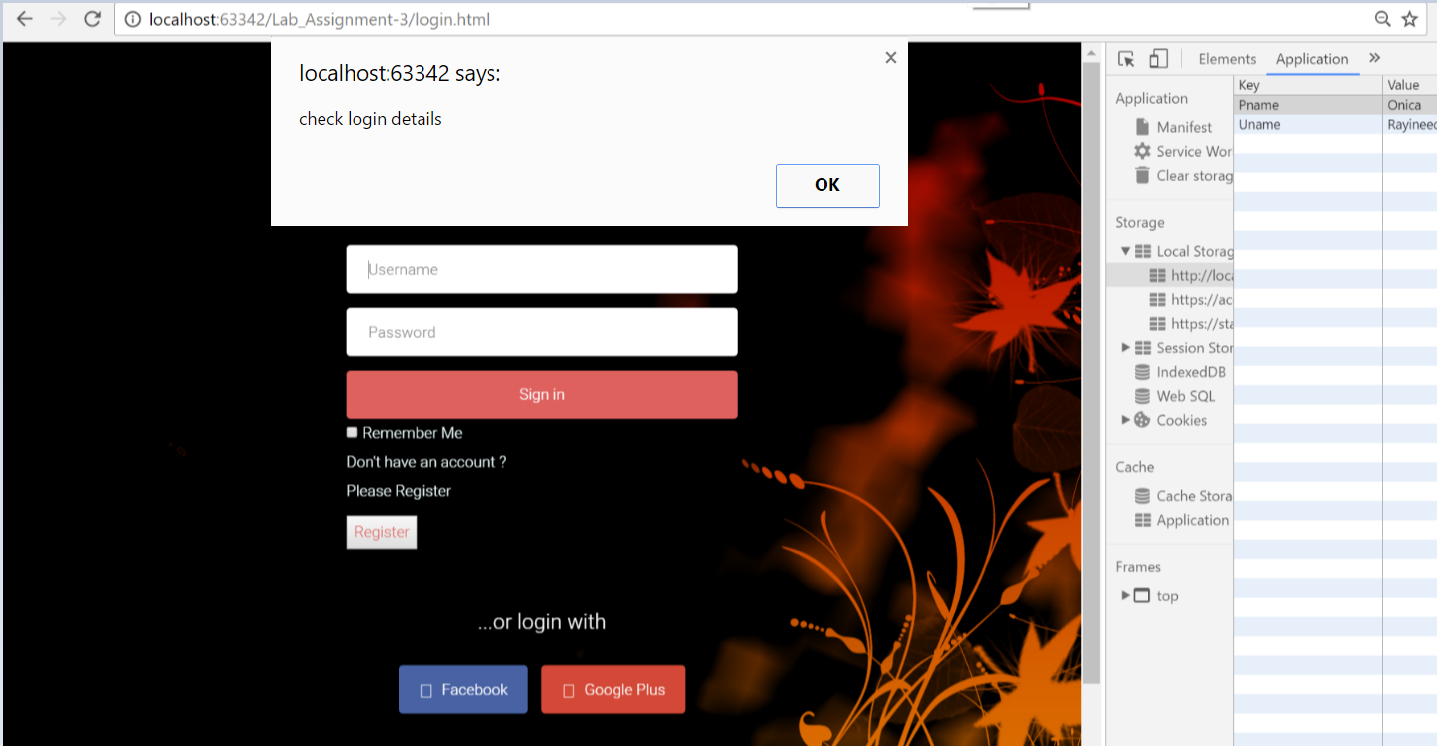 localhost:63342/Lab_Assignment-3/login.html
localhost:63342 says:
check login details
OK
Username
Password
Sign in
Remember Me
Don't have an account ?
Please Register
Register
...or login with
Facebook
Google Plus
Elements
Application
Application
Manifest
Service Wor
Clear storag
Storage
Local Storag
http://loca
https://ac
https://sta
Session Stor
IndexedDB
Web SQL
Cookies
Cache
Cache Stora
Application
Frames
top
Key Value
Pname Onica
Uname Rayineed